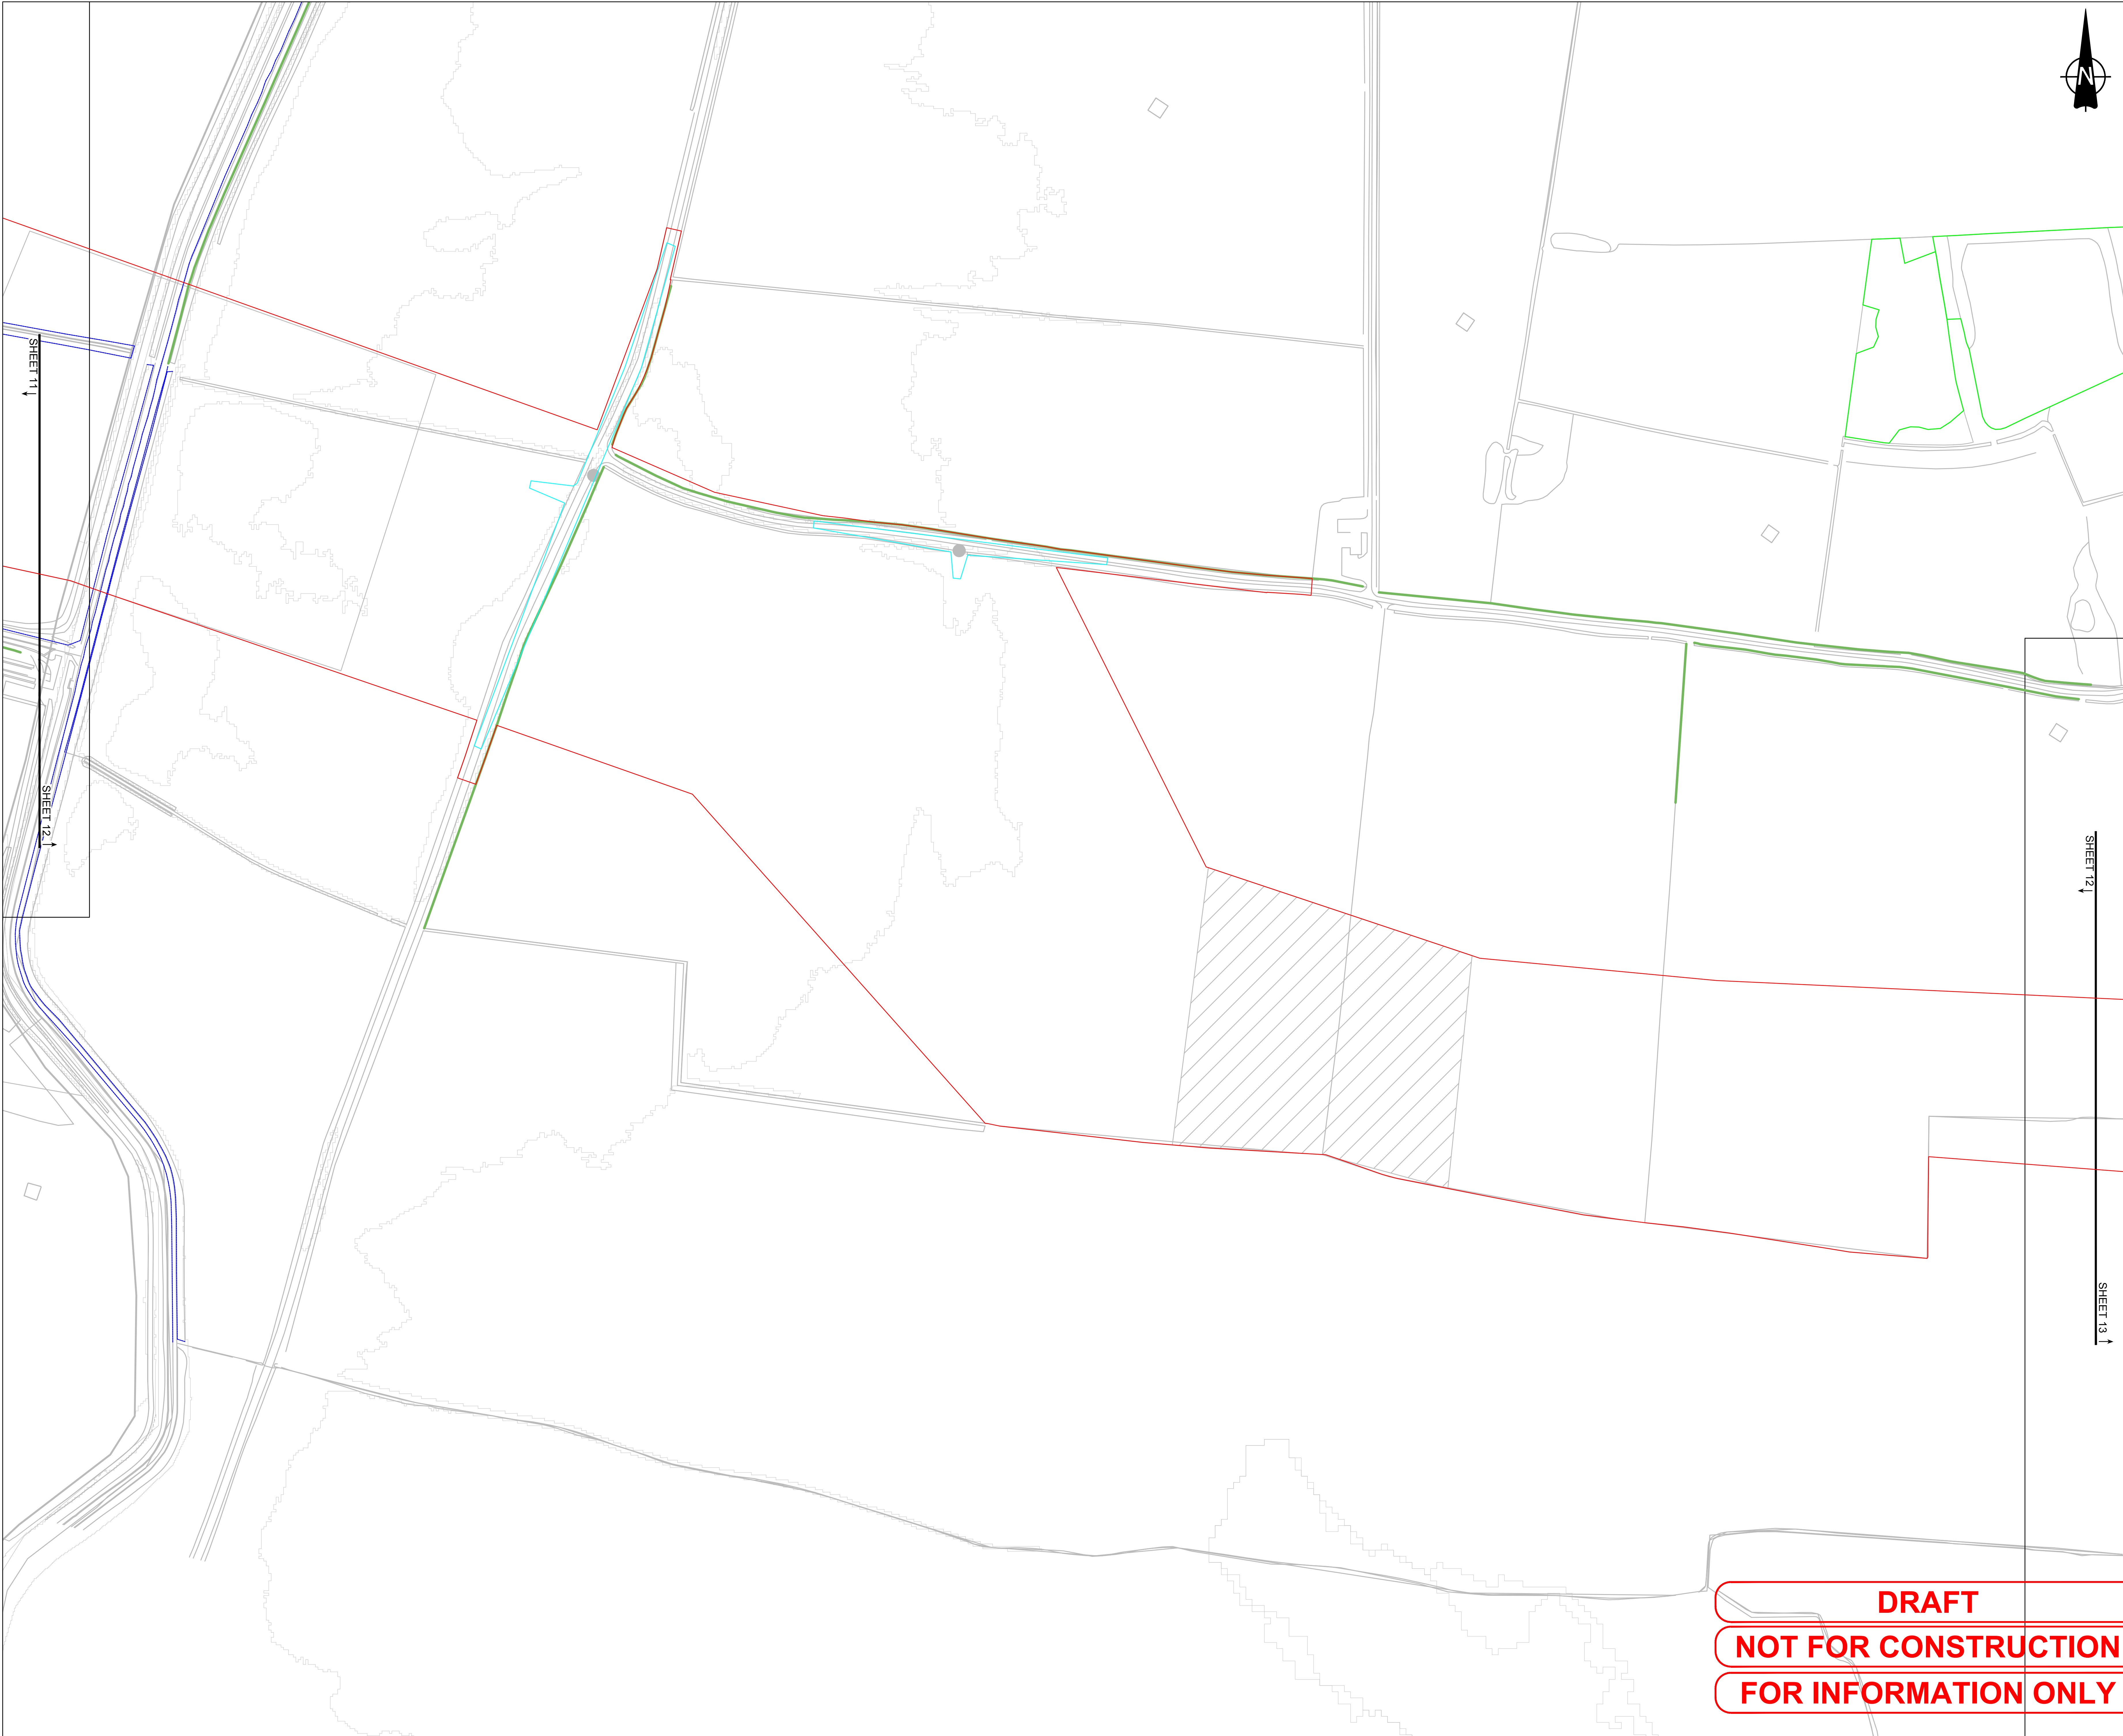 N
SHEET 11
SHEET 12
SHEET 12
SHEET 13
DRAFT
NOT FOR CONSTRUCTION
FOR INFORMATION ONLY